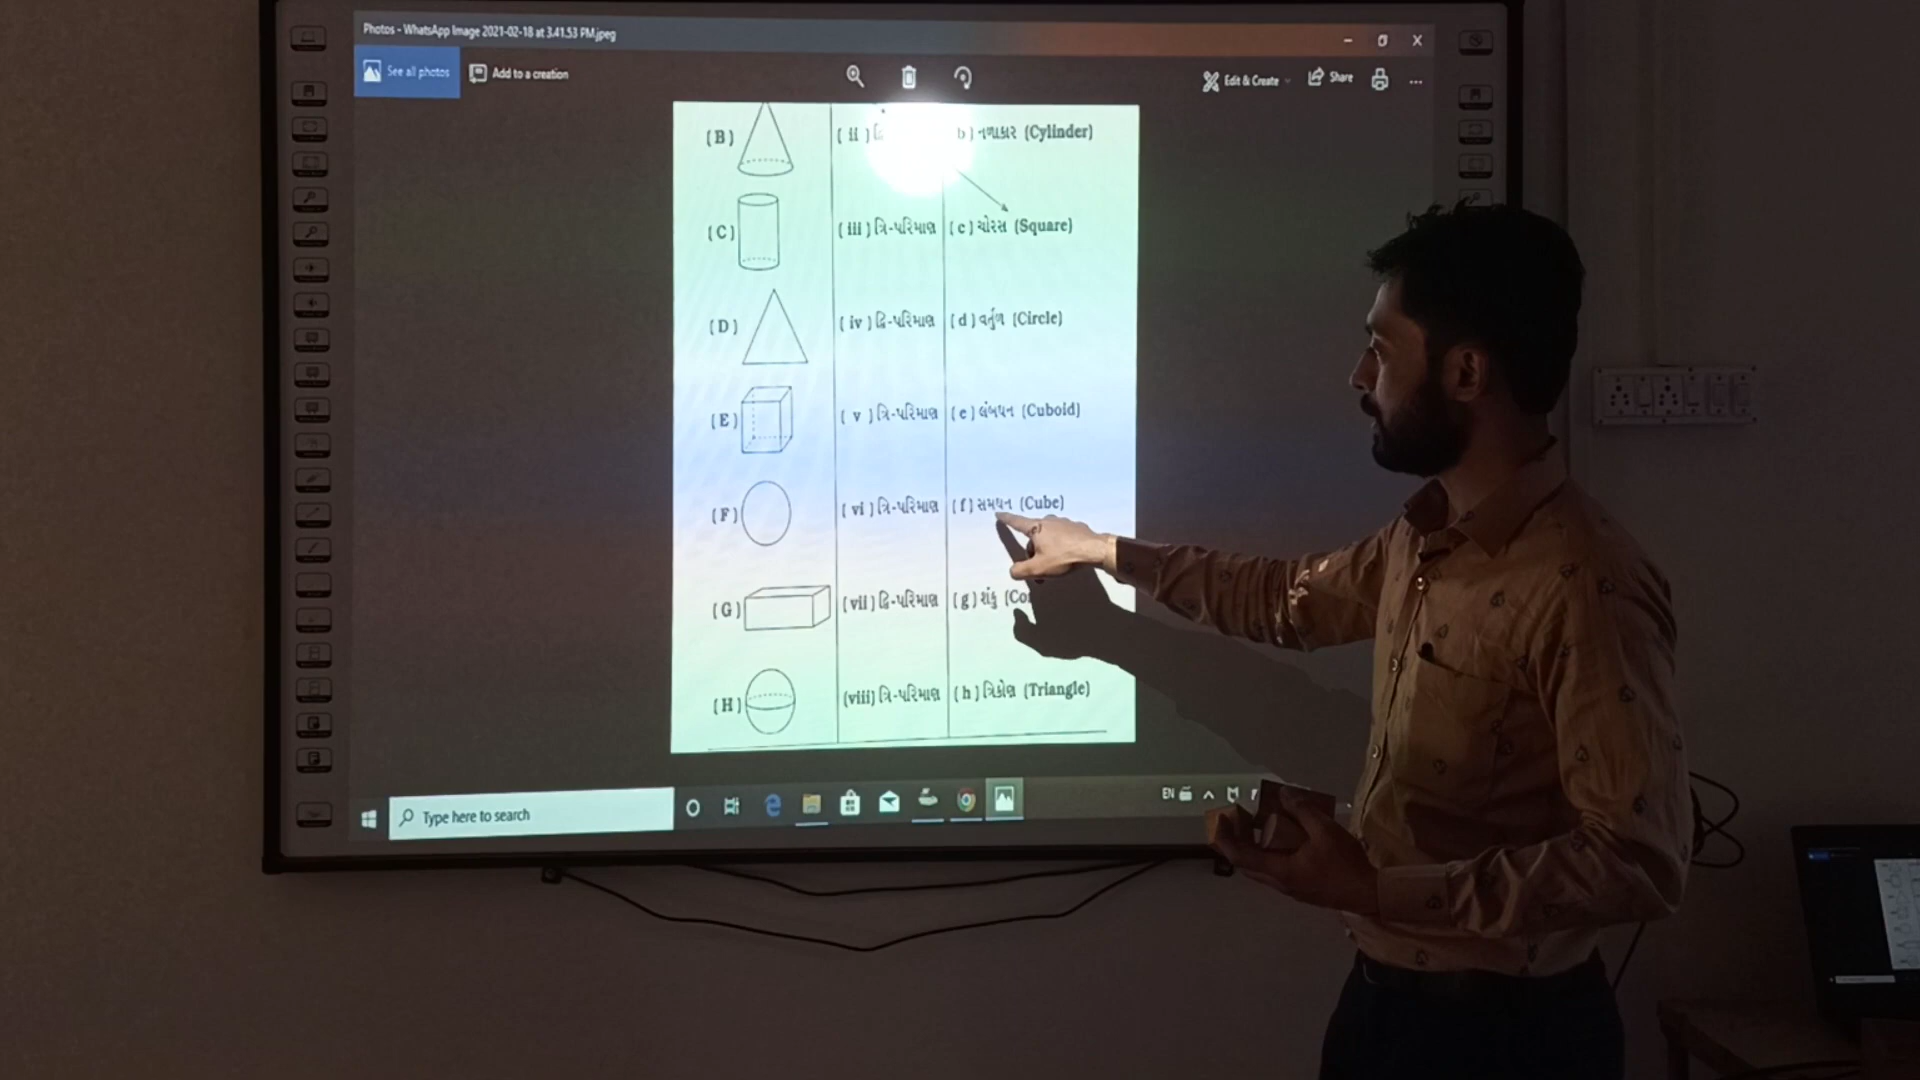 Photos - WhatsApp Image 2021-02-18 at 3.41.53 PM.jpeg
See all photos
Add to a creation
Edit & Create
Share
(B) (ii) b) નળાકાર (Cylinder)
(C) (iii) ત્રિ-પરિમાણ (c) ચોરસ (Square)
(D) (iv) દ્વિ-પરિમાણ (d) વર્તુળ (Circle)
(E) (v) ત્રિ-પરિમાણ (e) લંબઘન (Cuboid)
(F) (vi) ત્રિ-પરિમાણ (f) સમઘન (Cube)
(G) (vii) દ્વિ-પરિમાણ (g) શંકુ
(H) (viii) ત્રિ-પરિમાણ (h) ત્રિકોણ (Triangle)
Type here to search
EN